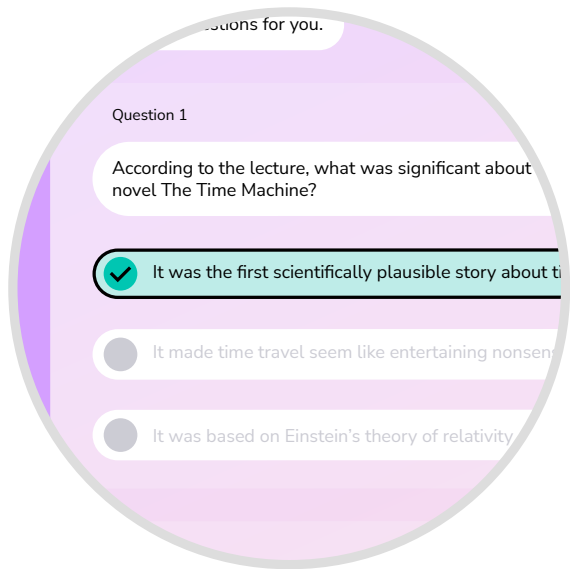 for you.
Question 1
According to the lecture, what was significant about
novel The Time Machine?
It was the first scientifically plausible story about
It made time travel seem like entertaining
It was based on Einstein’s theory of relativity.